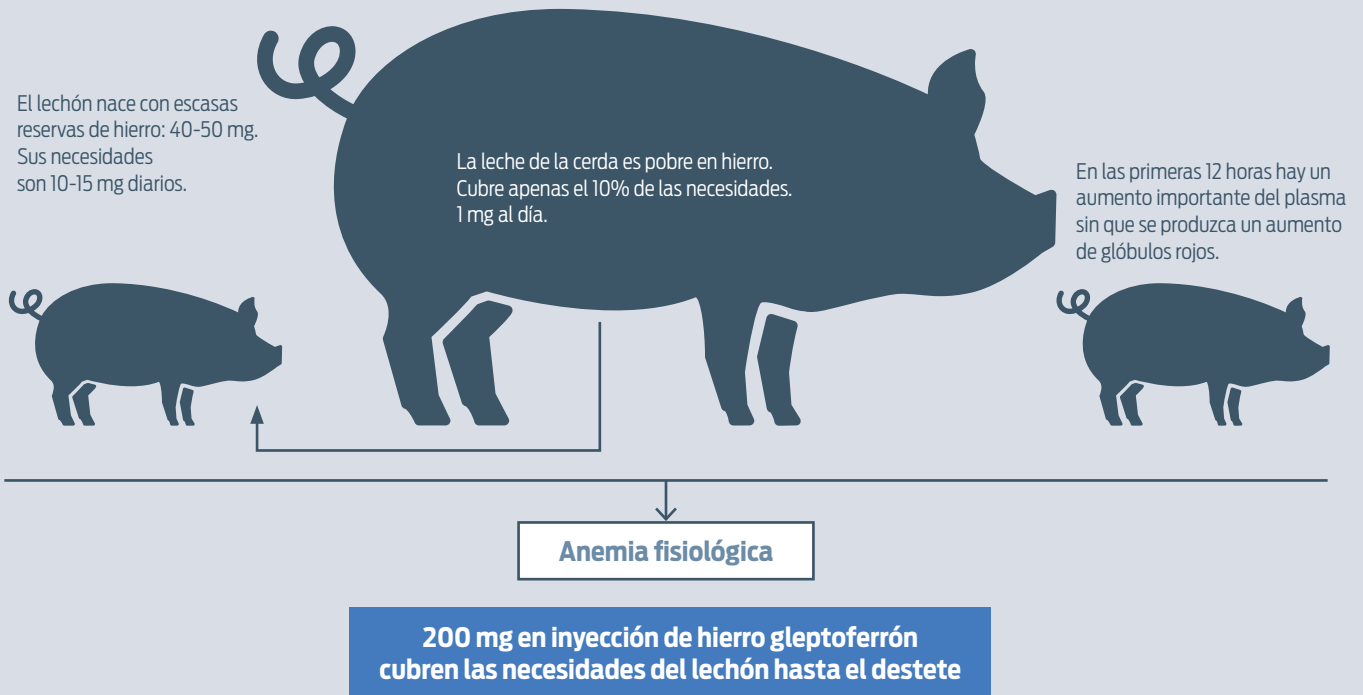 El lechón nace con escasas
reservas de hierro: 40-50 mg.
Sus necesidades
son 10-15 mg diarios.
La leche de la cerda es pobre en hierro.
Cubre apenas el 10% de las necesidades.
1 mg al día.
En las primeras 12 horas hay un
aumento importante del plasma
sin que se produzca un aumento
de glóbulos rojos.
Anemia fisiológica
200 mg en inyección de hierro gleptoferrón
cubren las necesidades del lechón hasta el destete